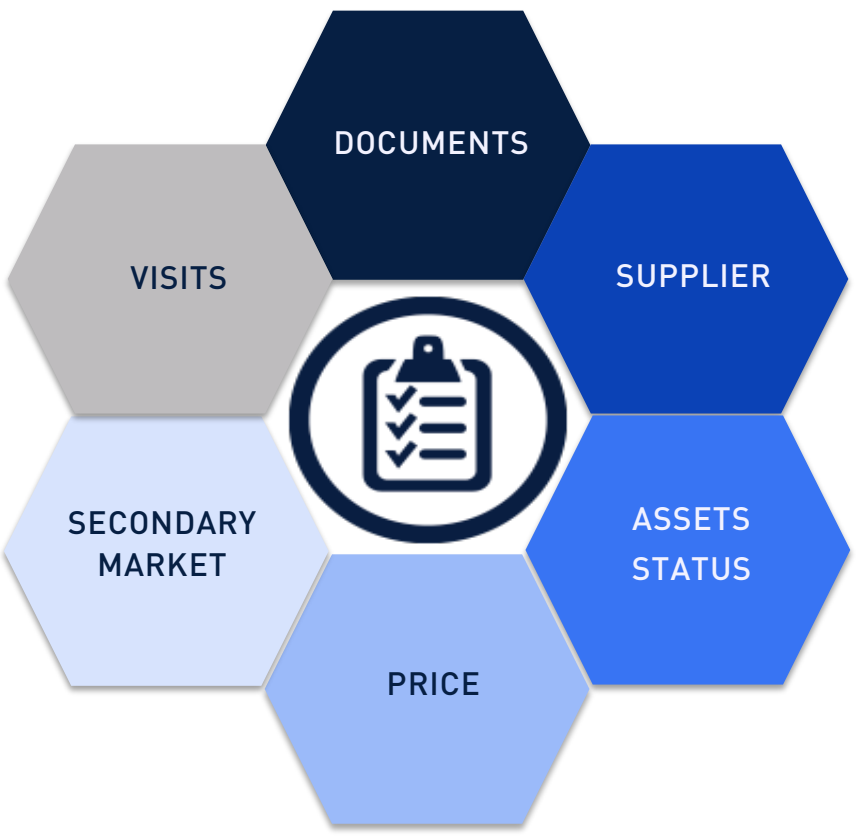 DOCUMENTS
SUPPLIER
ASSETS
STATUS
PRICE
SECONDARY
MARKET
VISITS